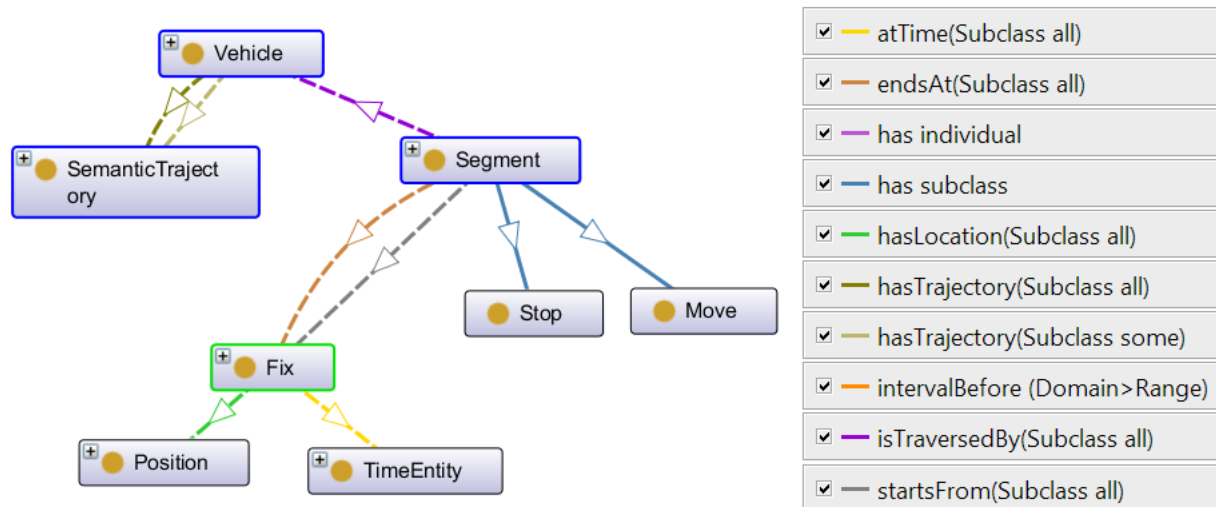 Vehicle
SemanticTraject
ory
Segment
Stop
Move
Fix
Position
TimeEntity
atTime(Subclass all)
endsAt(Subclass all)
has individual
has subclass
hasLocation(Subclass all)
hasTrajectory(Subclass all)
hasTrajectory(Subclass some)
intervalBefore (Domain>Range)
isTraversedBy(Subclass all)
startsFrom(Subclass all)